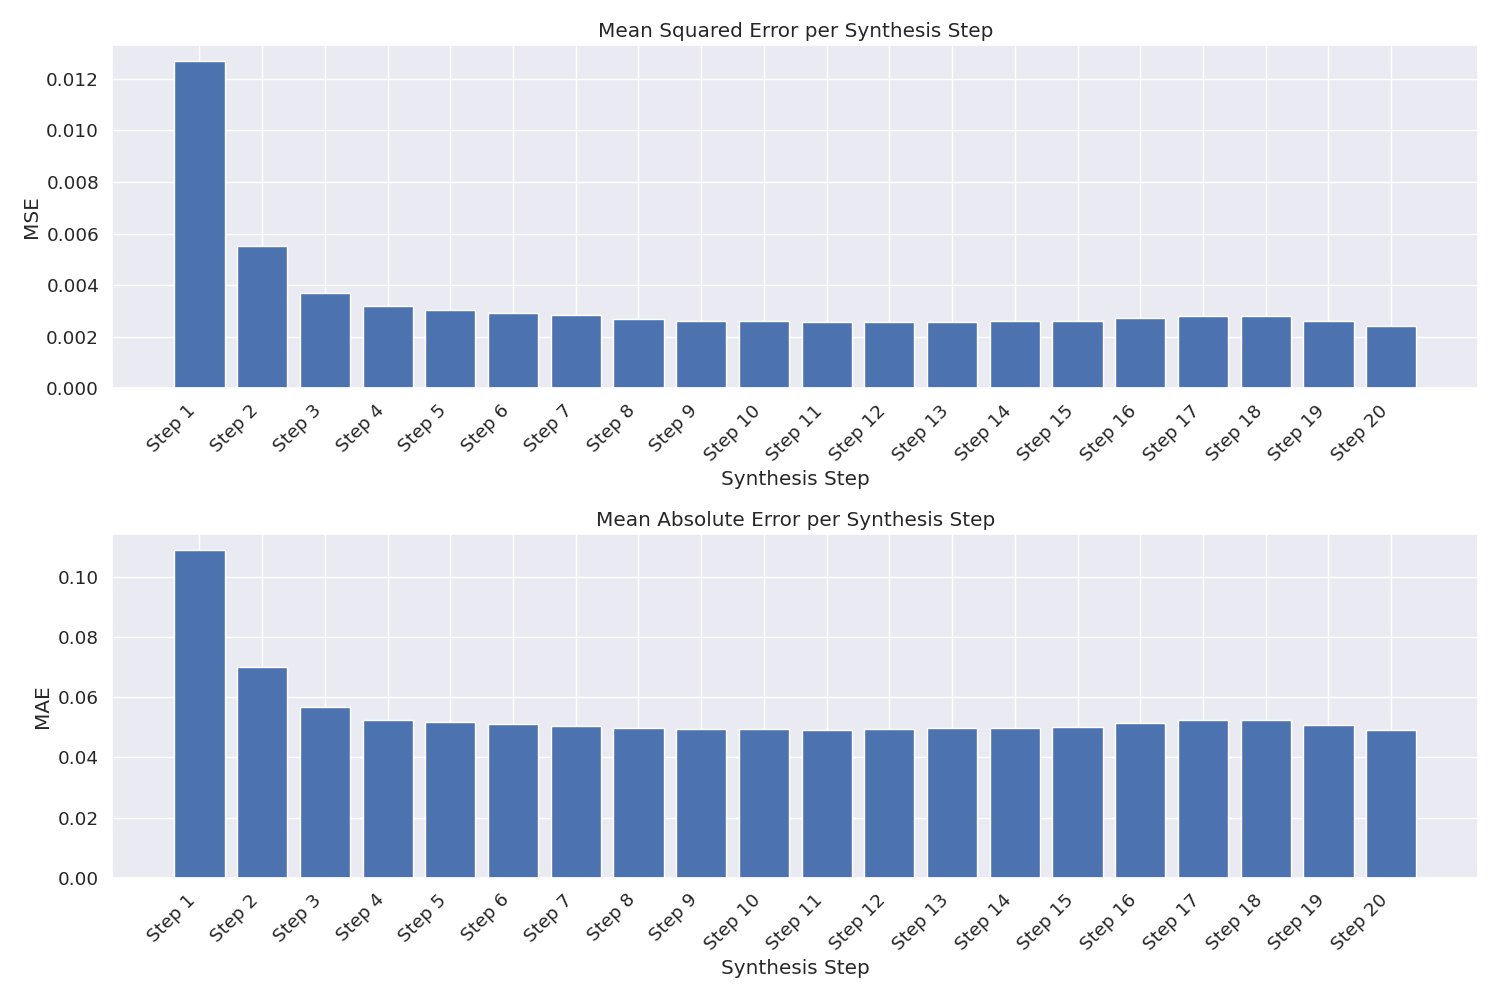 Mean Squared Error per Synthesis Step
MSE
0.012
0.010
0.008
0.006
0.004
0.002
0.000
Step 1
Step 2
Step 3
Step 4
Step 5
Step 6
Step 7
Step 8
Step 9
Step 10
Step 11
Step 12
Step 13
Step 14
Step 15
Step 16
Step 17
Step 18
Step 19
Step 20
Synthesis Step
Mean Absolute Error per Synthesis Step
MAE
0.10
0.08
0.06
0.04
0.02
0.00
Step 1
Step 2
Step 3
Step 4
Step 5
Step 6
Step 7
Step 8
Step 9
Step 10
Step 11
Step 12
Step 13
Step 14
Step 15
Step 16
Step 17
Step 18
Step 19
Step 20
Synthesis Step